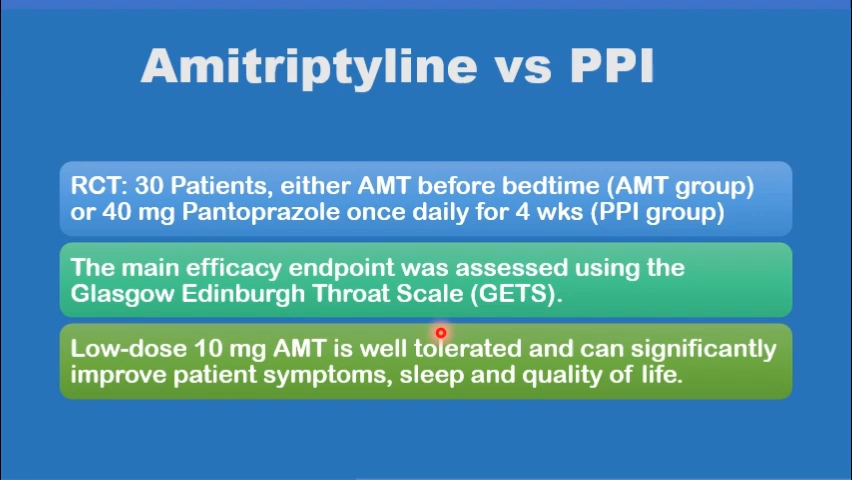 Amitriptyline vs PPI
RCT: 30 Patients, either AMT before bedtime (AMT group)
or 40 mg Pantoprazole once daily for 4 wks (PPI group)
The main efficacy endpoint was assessed using the
Glasgow Edinburgh Throat Scale (GETS).
Low-dose 10 mg AMT is well tolerated and can significantly
improve patient symptoms, sleep and quality of life.